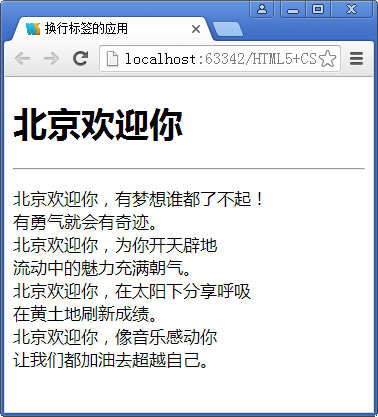 换行标签的应用
localhost:63342/HTML5+CS
北京欢迎你
北京欢迎你，有梦想谁都了不起！
有勇气就会有奇迹。
北京欢迎你，为你开天辟地
流动中的魅力充满朝气。
北京欢迎你，在太阳下分享呼吸
在黄土地刷新成绩。
北京欢迎你，像音乐感动你
让我们都加油去超越自己。